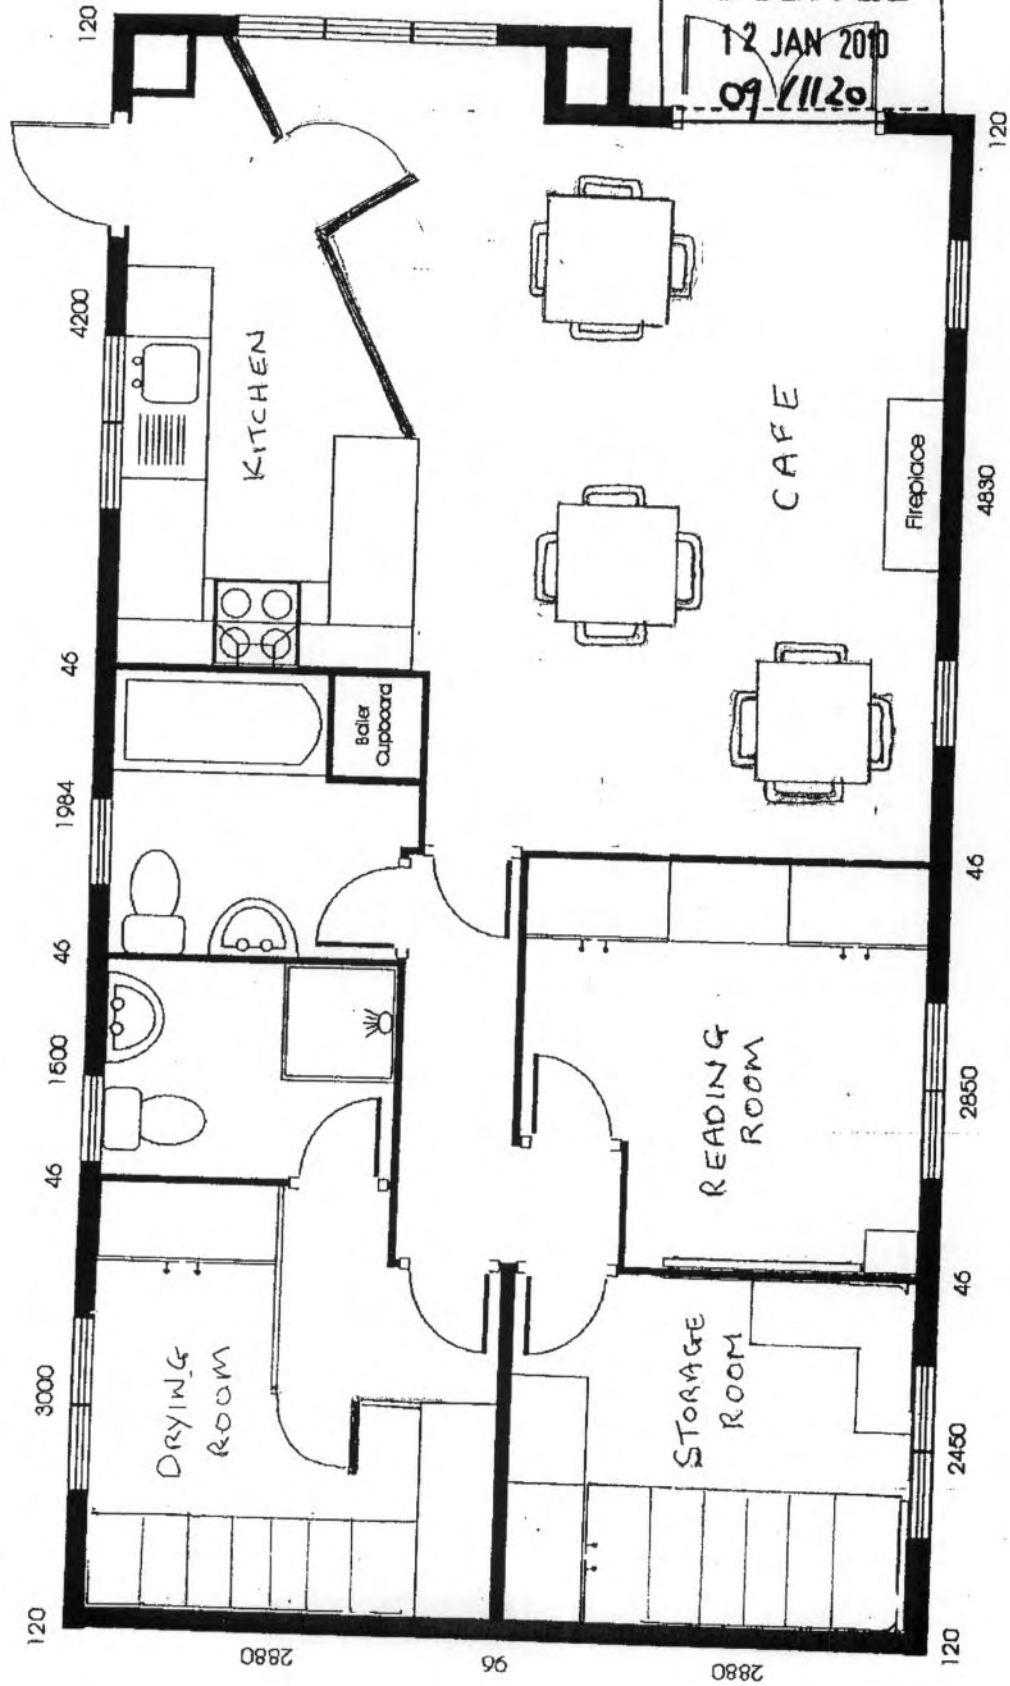 12 JAN 2010
09/1120
120
4200
46
1984
46
1500
46
3000
120
KITCHEN
Boiler
Cupboard
CAFE
Fireplace
DRYING
ROOM
READING
ROOM
STORAGE
ROOM
120
4830
46
2850
46
2450
120
2880
96
2880